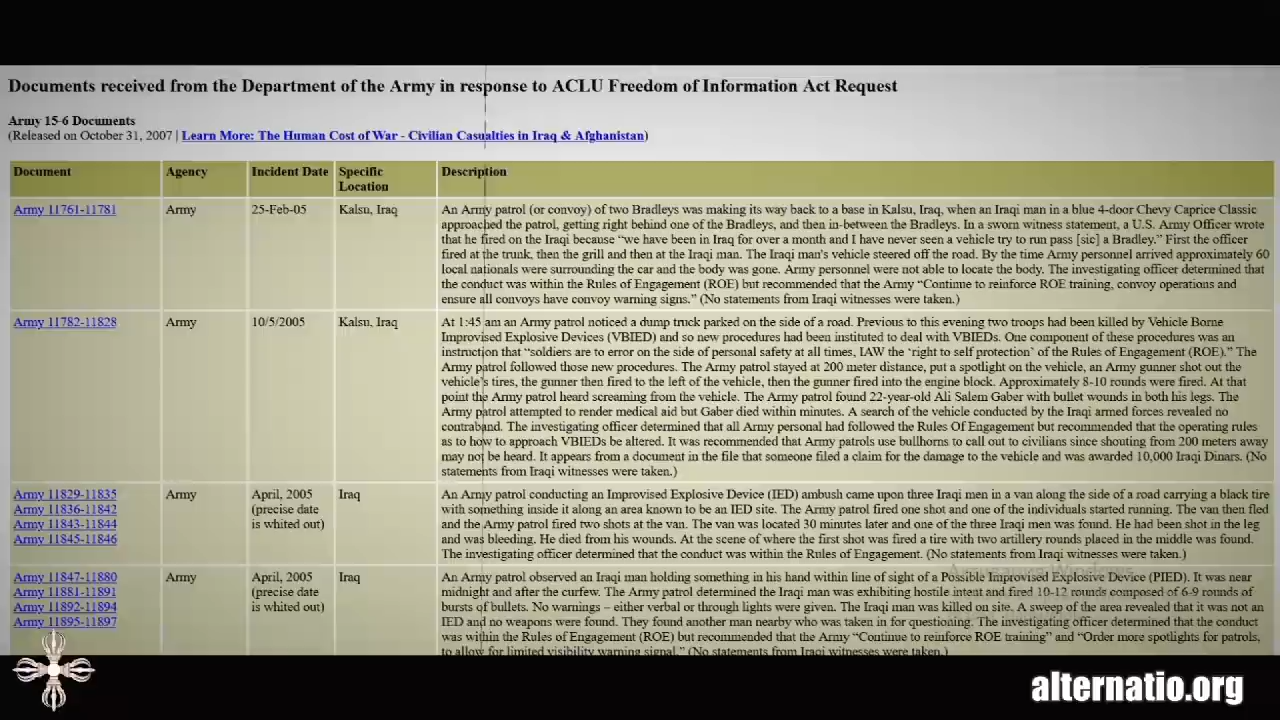 Documents received from the Department of the Army in response to ACLU Freedom of Information Act Request
Army 15-6 Documents
(Released on October 31, 2007 | Learn More: The Human Cost of War - Civilian Casualties in Iraq & Afghanistan)
Document Agency Incident Date Specific Location Description
Army 11761-11781 Army 25-Feb-05 Kalsu, Iraq
An Army patrol (or convoy) of two Bradleys was making its way back to a base in Kalsu, Iraq, when an Iraqi man in a blue 4-door Chevy Caprice Classic
approached the patrol, getting right behind one of the Bradleys, and then in-between the Bradleys. In a sworn witness statement, a U.S. Army Officer wrote
that he fired on the Iraqi because “we have been in Iraq for over a month and I have never seen a vehicle try to run pass [sic] a Bradley.” First the officer
fired at the trunk, then the grill and then at the Iraqi man. The Iraqi man's vehicle steered off the road. By the time Army personnel arrived approximately 60
local nationals were surrounding the car and the body was gone. Army personnel were not able to locate the body. The investigating officer determined that
the conduct was within the Rules of Engagement (ROE) but recommended that the Army “Continue to reinforce ROE training, convoy operations and
ensure all convoys have convoy warning signs.” (No statements from Iraqi witnesses were taken.)
Army 11782-11828 Army 10/5/2005 Kalsu, Iraq
At 1:45 am an Army patrol noticed a dump truck parked on the side of a road. Previous to this evening two troops had been killed by Vehicle Borne
Improvised Explosive Devices (VBIED) and so new procedures had been instituted to deal with VBIEDs. One component of these procedures was an
instruction that “soldiers are to error on the side of personal safety at all times, IAW the ‘right to self protection’ of the Rules of Engagement (ROE).” The
Army patrol followed those new procedures. The Army patrol stayed at 200 meter distance, put a spotlight on the vehicle, an Army gunner shot out the
vehicle's tires, the gunner then fired to the left of the vehicle, then the gunner fired into the engine block. Approximately 8-10 rounds were fired. At that
point the Army patrol heard screaming from the vehicle. The Army patrol found 22-year-old Ali Salem Gaber with bullet wounds in both his legs. The
Army patrol attempted to render medical aid but Gaber died within minutes. A search of the vehicle conducted by the Iraqi armed forces revealed no
contraband. The investigating officer determined that all Army personal had followed the Rules Of Engagement but recommended that the operating rules
as to how to approach VBIEDs be altered. It was recommended that Army patrols use bullhorns to call out to civilians since shouting from 200 meters away
may not be heard. It appears from a document in the file that someone filed a claim for the damage to the vehicle and was awarded 10,000 Iraqi Dinars. (No
statements from Iraqi witnesses were taken.)
Army 11829-11835 Army April, 2005 Iraq
Army 11836-11842 (precise date
Army 11843-11844 is whited out)
Army 11845-11846
An Army patrol conducting an Improvised Explosive Device (IED) ambush came upon three Iraqi men in a van along the side of a road carrying a black tire
with something inside it along an area known to be an IED site. The Army patrol fired one shot and one of the individuals started running. The van then fled
and the Army patrol fired two shots at the van. The van was located 30 minutes later and one of the three Iraqi men was found. He had been shot in the leg
and was bleeding. He died from his wounds. At the scene of where the first shot was fired a tire with two artillery rounds placed in the middle was found.
The investigating officer determined that the conduct was within the Rules of Engagement. (No statements from Iraqi witnesses were taken.)
Army 11847-11880 Army April, 2005 Iraq
Army 11881-11891 (precise date
Army 11892-11894 is whited out)
Army 11895-11897
An Army patrol observed an Iraqi man holding something in his hand within line of sight of a Possible Improvised Explosive Device (PIED). It was near
midnight and after the curfew. The Army patrol determined the Iraqi man was exhibiting hostile intent and fired 10-12 rounds composed of 6-9 rounds of
bursts of bullets. No warnings – either verbal or through lights were given. The Iraqi man was killed on site. A sweep of the area revealed that it was not an
IED and no weapons were found. They found another man nearby who was taken in for questioning. The investigating officer determined that the conduct
was within the Rules of Engagement (ROE) but recommended that the Army “Continue to reinforce ROE training” and “Order more spotlights for patrols,
to allow for limited visibility warning signal.” (No statements from Iraqi witnesses were taken.)
alternatio.org